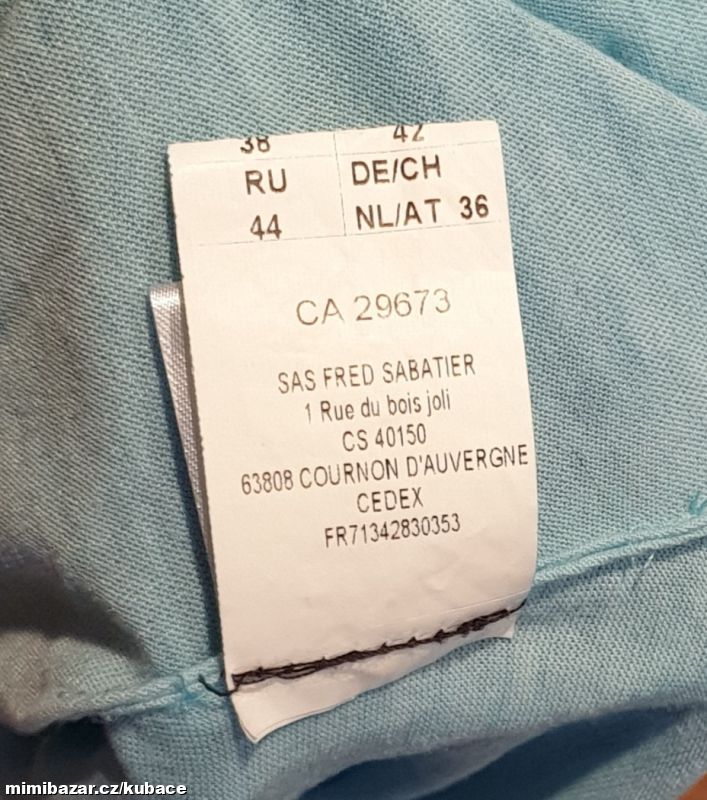 38 42
RU DE/CH
44 NL/AT 36
CA 29673
SAS FRED SABATIER
1 Rue du bois joli
CS 40150
63808 COURNON D'AUVERGNE
CEDEX
FR71342830353
mimibazar.cz/kubace